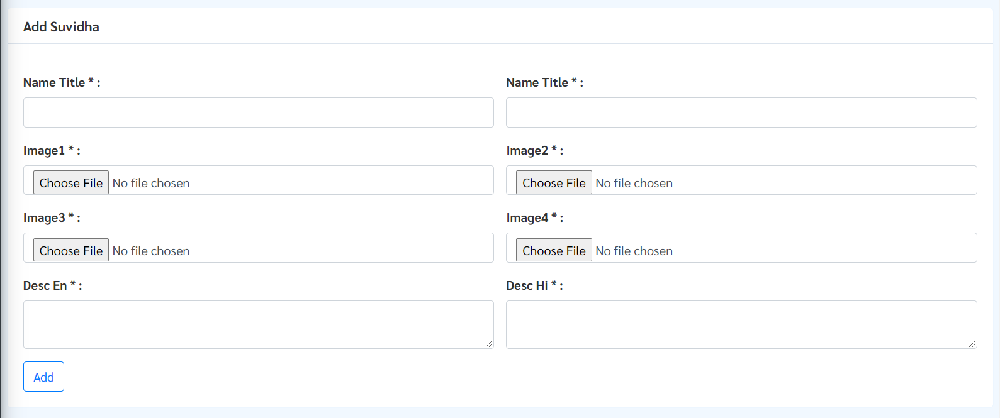 Add Suvidha
Name Title * :
Name Title * :
Image1 * :
Image2 * :
Choose File No file chosen
Choose File No file chosen
Image3 * :
Image4 * :
Choose File No file chosen
Choose File No file chosen
Desc En * :
Desc Hi * :
Add